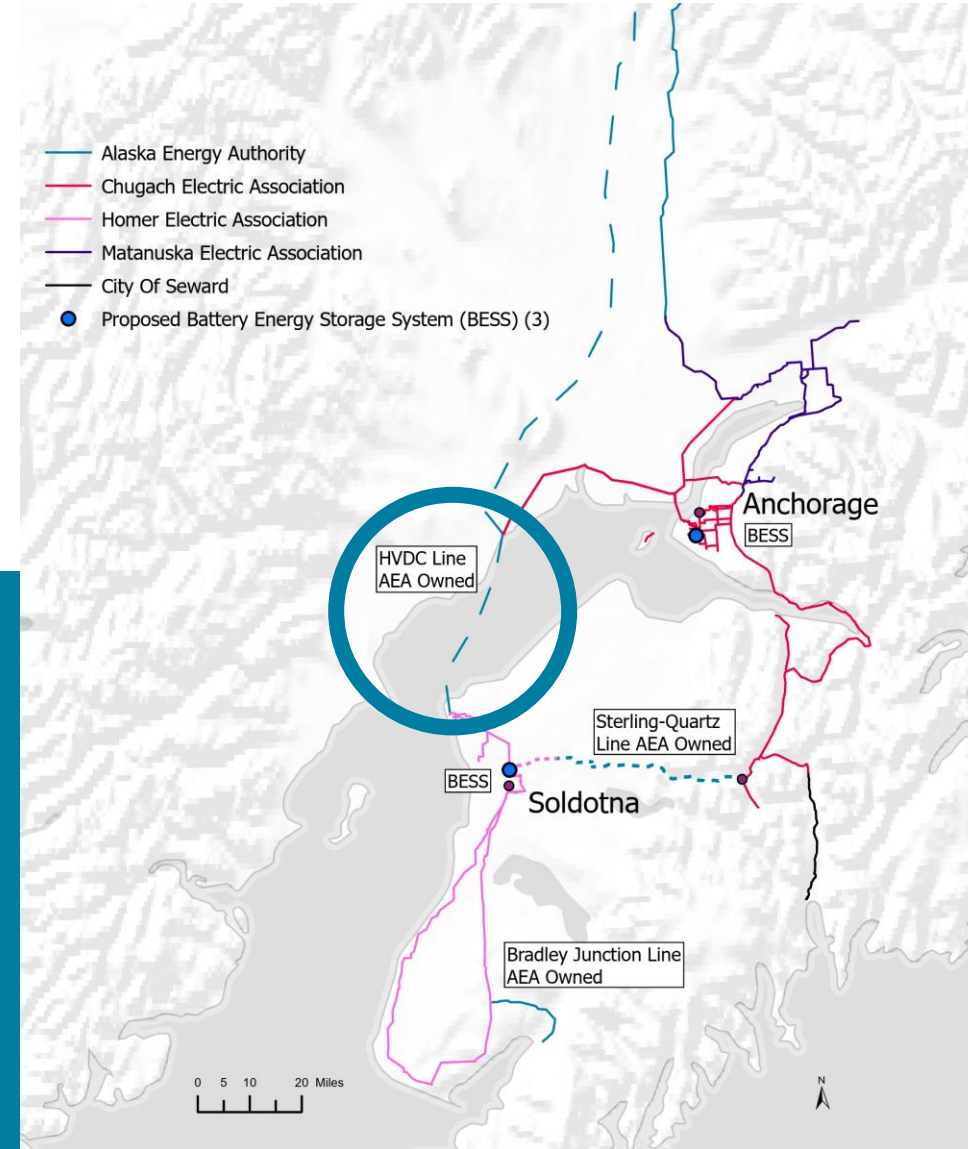 Alaska Energy Authority
Chugach Electric Association
Homer Electric Association
Matanuska Electric Association
City Of Seward
Proposed Battery Energy Storage System (BESS) (3)
Anchorage
BESS
HVDC Line
AEA Owned
Sterling-Quartz
Line AEA Owned
BESS
Soldotna
Bradley Junction Line
AEA Owned
0 5 10 20 Miles
N